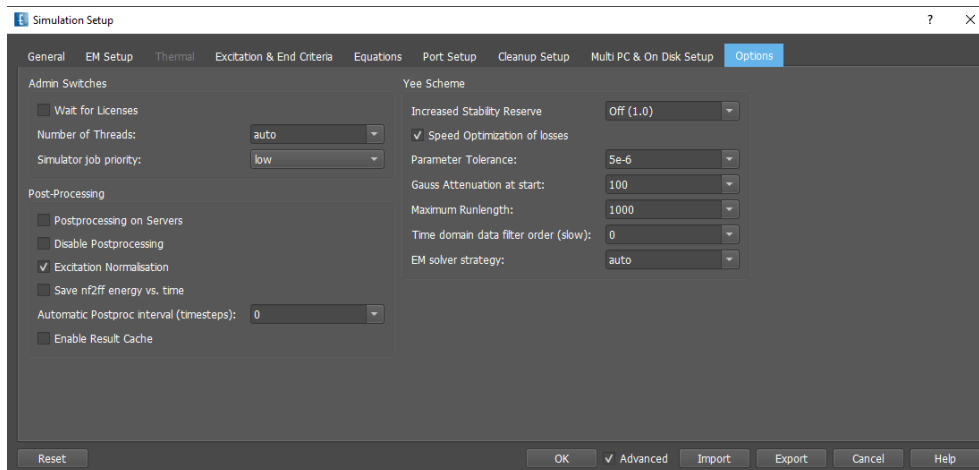 Simulation Setup
?
General EM Setup Thermal Excitation & End Criteria Equations Port Setup Cleanup Setup Multi PC & On Disk Setup Options
Admin Switches
Wait for Licenses
Number of Threads: auto
Simulator job priority: low
Post-Processing
Postprocessing on Servers
Disable Postprocessing
Excitation Normalisation
Save nf2ff energy vs. time
Automatic Postproc interval (timesteps): 0
Enable Result Cache
Yee Scheme
Increased Stability Reserve Off (1.0)
Speed Optimization of losses
Parameter Tolerance: 5e-6
Gauss Attenuation at start: 100
Maximum Runlength: 1000
Time domain data filter order (slow): 0
EM solver strategy: auto
Reset OK Advanced Import Export Cancel Help